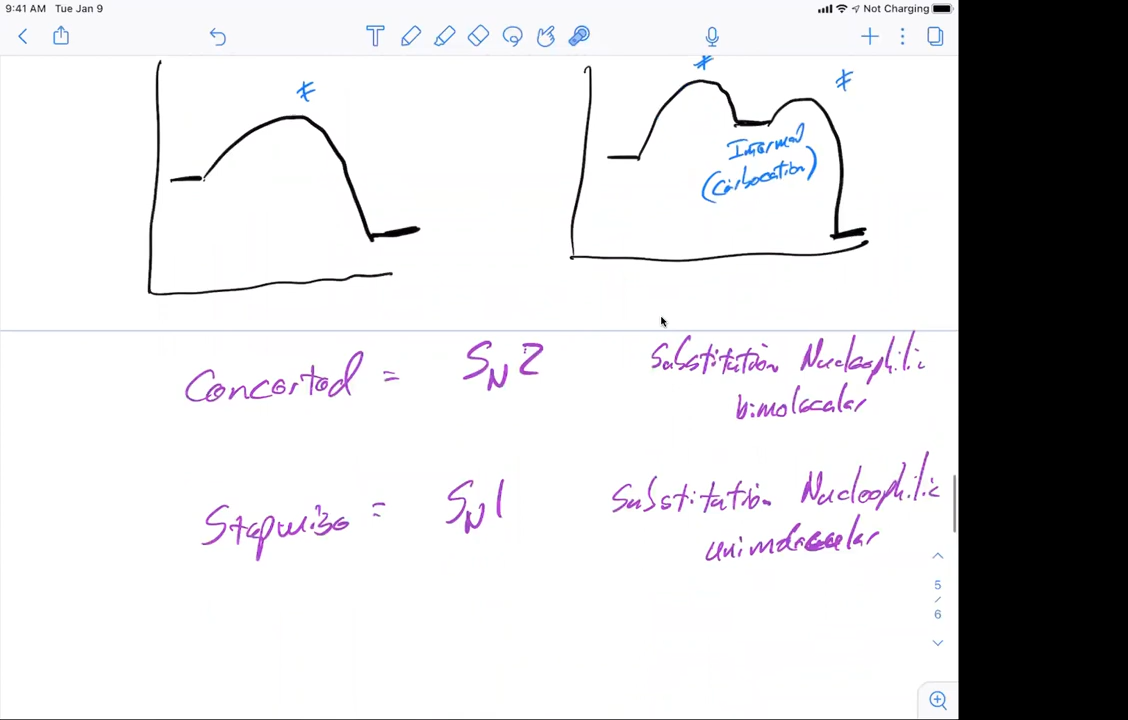 9:41 AM Tue Jan 9
Not Charging
T
‡
‡
‡
(Carbocation)
Concerted = SN2
Substitution Nucleophilic
bimolecular
Stepwise = SN1
Substitution Nucleophilic
unimolecular
5
/
6